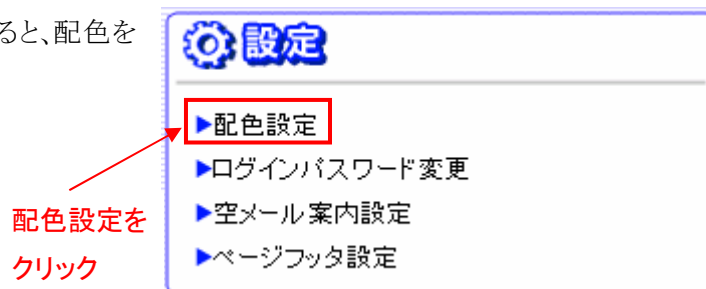 ると、配色を
設定
▶配色設定
▶ログインパスワード変更
▶空メール案内設定
▶ページフッタ設定
配色設定を
クリック